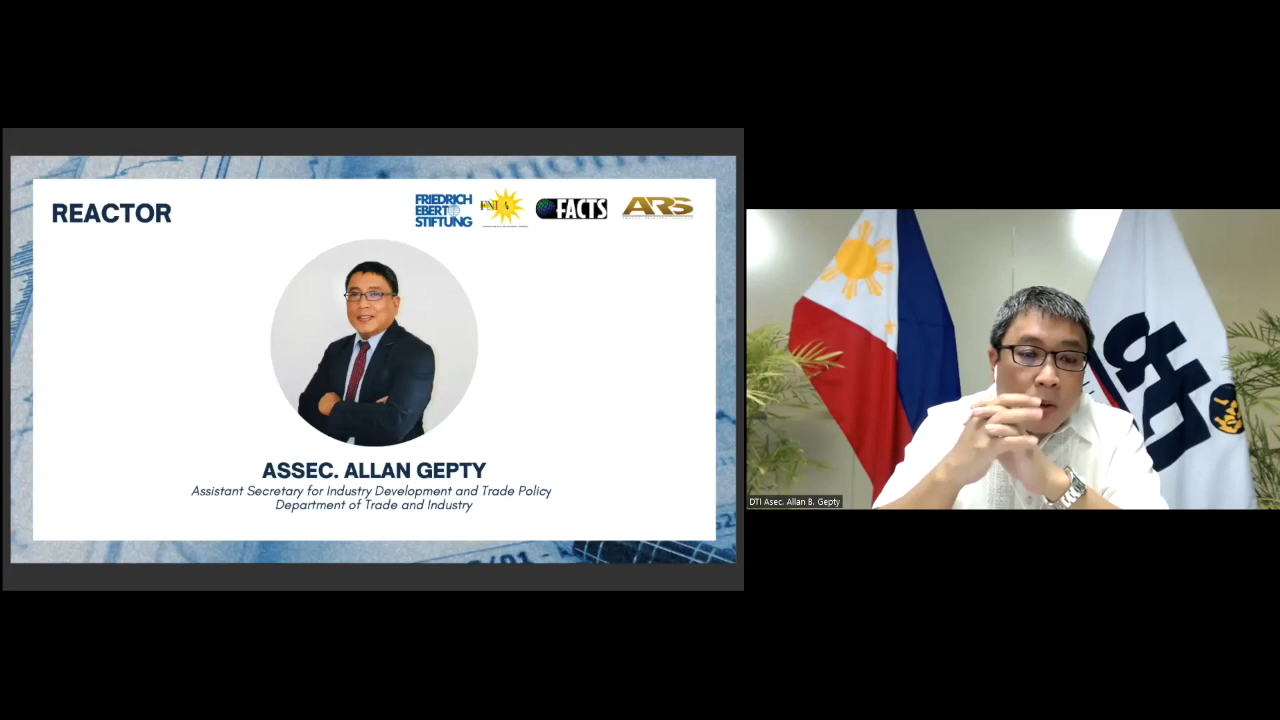 REACTOR
FRIEDRICH
EBERT
STIFTUNG
FACTS
ARS
ASSEC. ALLAN GEPTY
Assistant Secretary for Industry Development and Trade Policy
Department of Trade and Industry
dti
DTI Asec. Allan B. Gepty